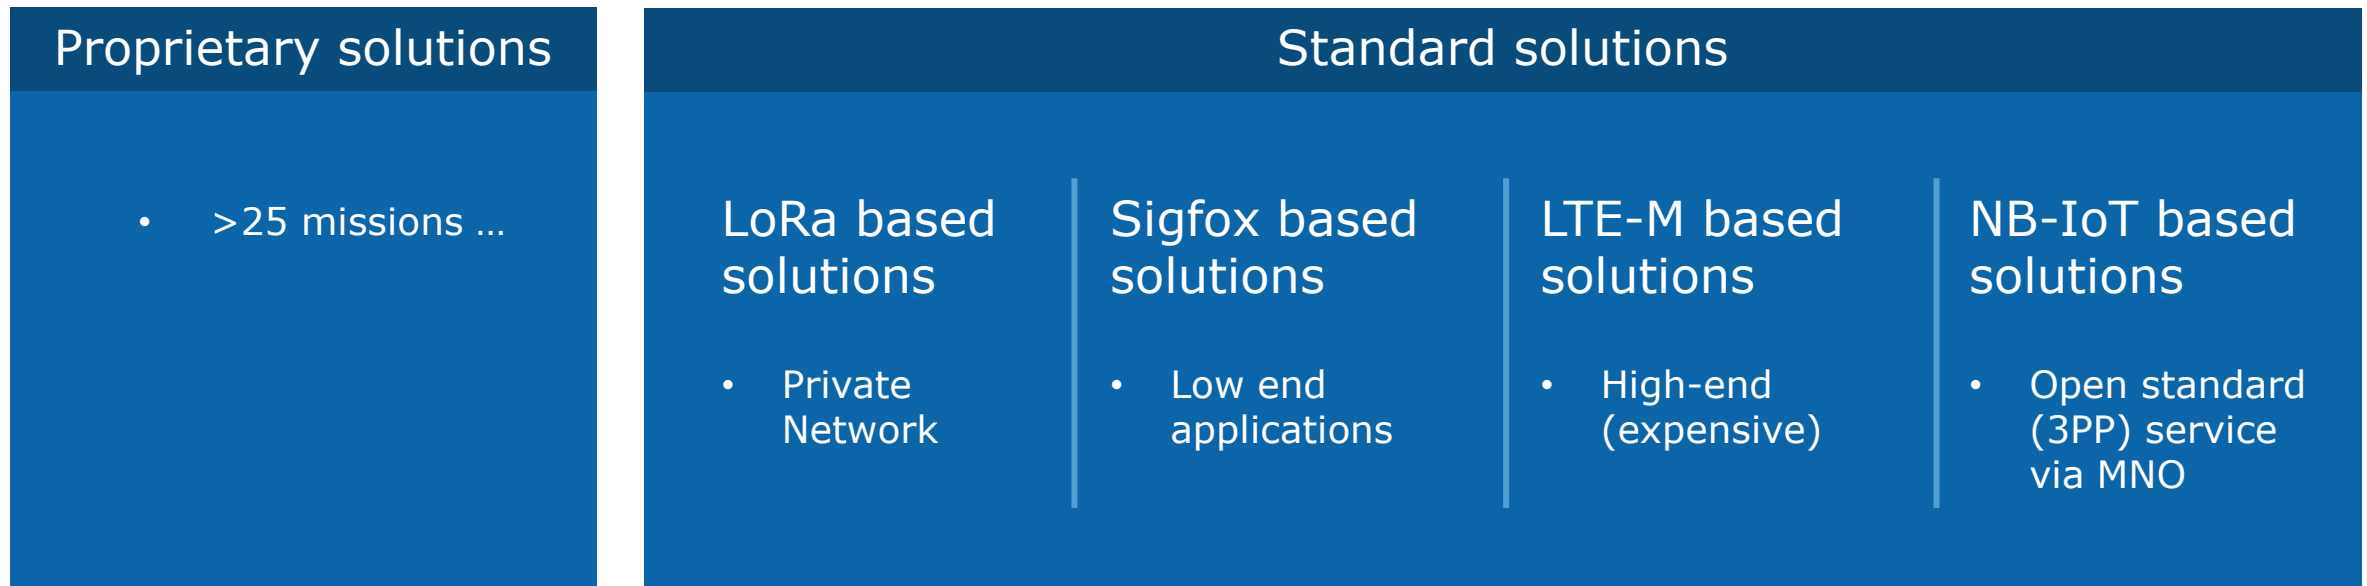 Proprietary solutions
• >25 missions ...
Standard solutions
LoRa based
solutions
• Private
Network
Sigfox based
solutions
• Low end
applications
LTE-M based
solutions
• High-end
(expensive)
NB-IoT based
solutions
• Open standard
(3PP) service
via MNO